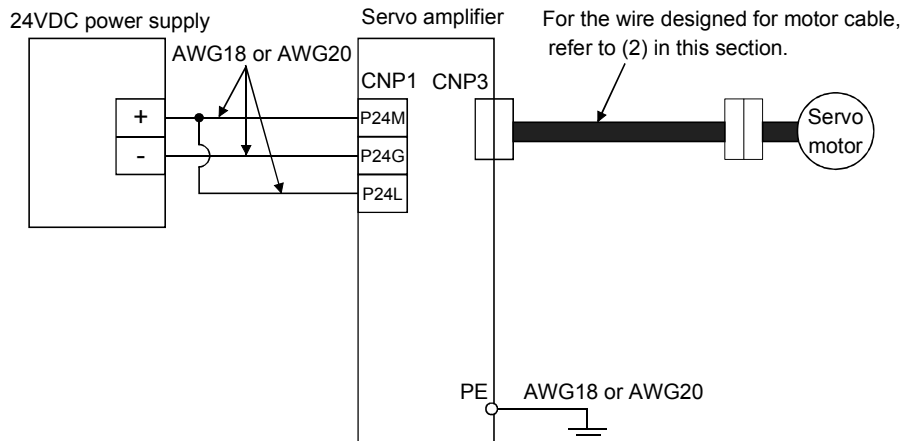 24VDC power supply
Servo amplifier
For the wire designed for motor cable,
refer to (2) in this section.
AWG18 or AWG20
CNP1
CNP3
+
P24M
-
P24G
P24L
Servo
motor
PE
AWG18 or AWG20